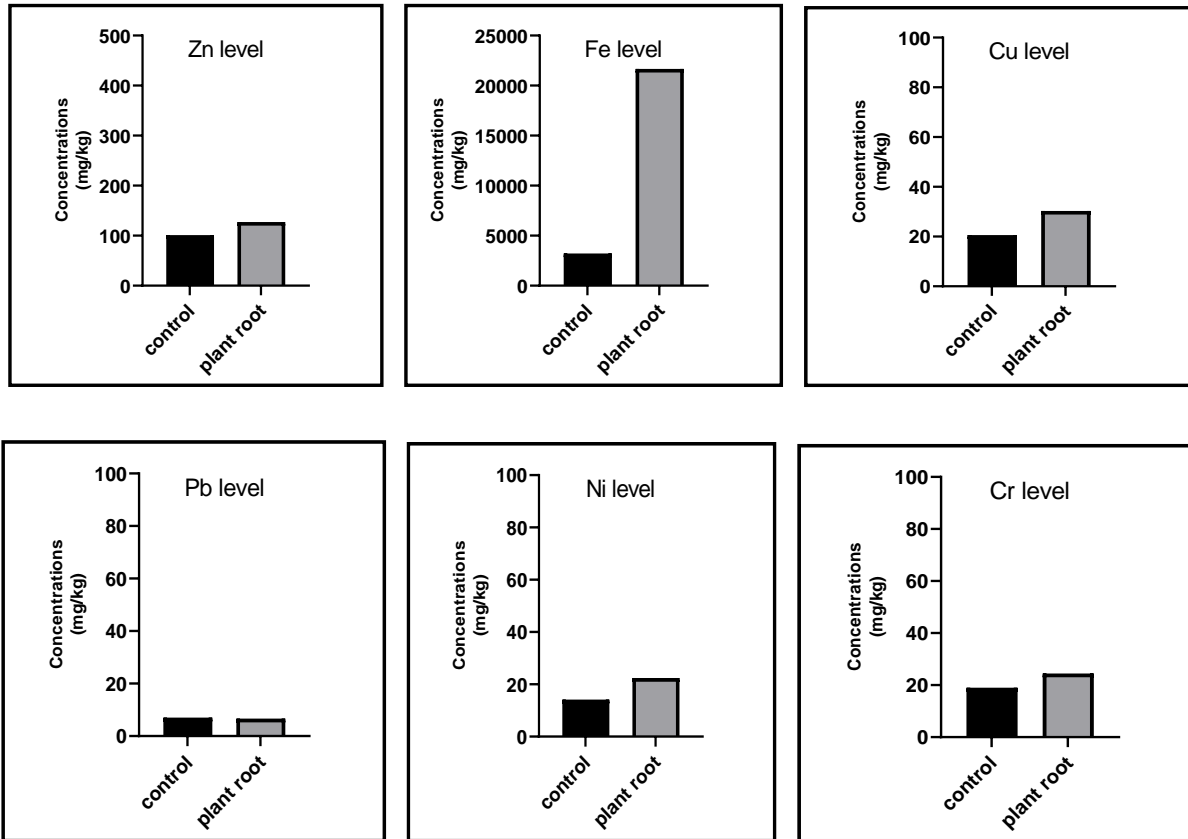 Zn level
Concentrations
(mg/kg)
500
400
300
200
100
0
control
plant root
Fe level
Concentrations
(mg/kg)
25000
20000
15000
10000
5000
0
control
plant root
Cu level
Concentrations
(mg/kg)
100
80
60
40
20
0
control
plant root
Pb level
Concentrations
(mg/kg)
100
80
60
40
20
0
control
plant root
Ni level
Concentrations
(mg/kg)
100
80
60
40
20
0
control
plant root
Cr level
Concentrations
(mg/kg)
100
80
60
40
20
0
control
plant root